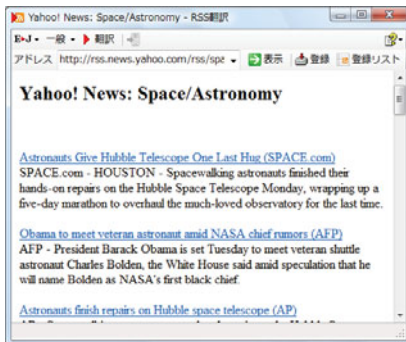 Yahoo! News: Space/Astronomy - RSS翻訳
E▸J ▾ 一般 ▾ 翻訳
アドレス http://rss.news.yahoo.com/rss/spa 表示 登録 登録リスト
Yahoo! News: Space/Astronomy
Astronauts Give Hubble Telescope One Last Hug (SPACE.com)
SPACE.com - HOUSTON - Spacewalking astronauts finished their
hands-on repairs on the Hubble Space Telescope Monday, wrapping up a
five-day marathon to overhaul the much-loved observatory for the last time.
Obama to meet veteran astronaut amid NASA chief rumors (AFP)
AFP - President Barack Obama is set Tuesday to meet veteran shuttle
astronaut Charles Bolden, the White House said amid speculation that he
will name Bolden as NASA's first black chief.
Astronauts finish repairs on Hubble space telescope (AP)